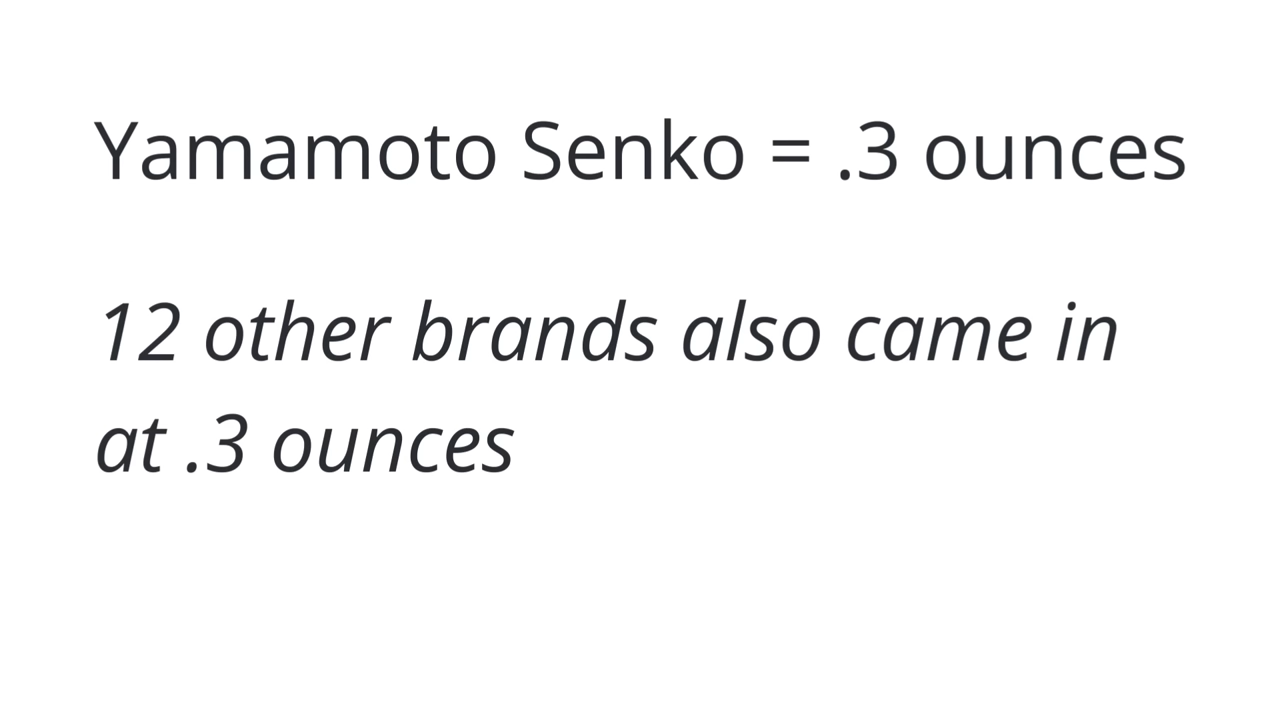 Yamamoto Senko = .3 ounces
12 other brands also came in
at .3 ounces